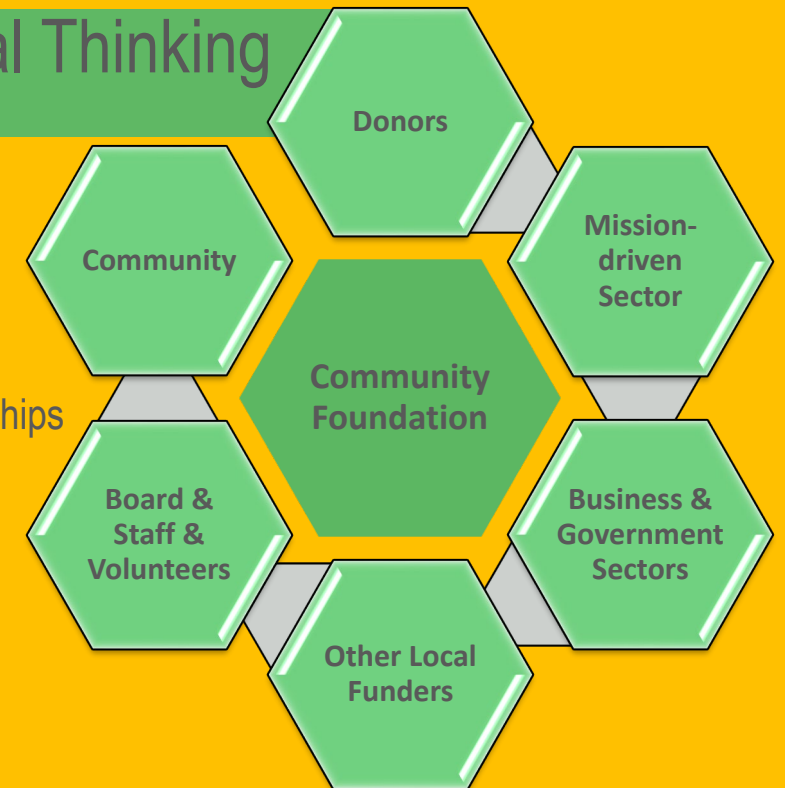 al Thinking
Donors
Mission-
driven
Sector
Community
Community
Foundation
hips
Board &
Staff &
Volunteers
Business &
Government
Sectors
Other Local
Funders